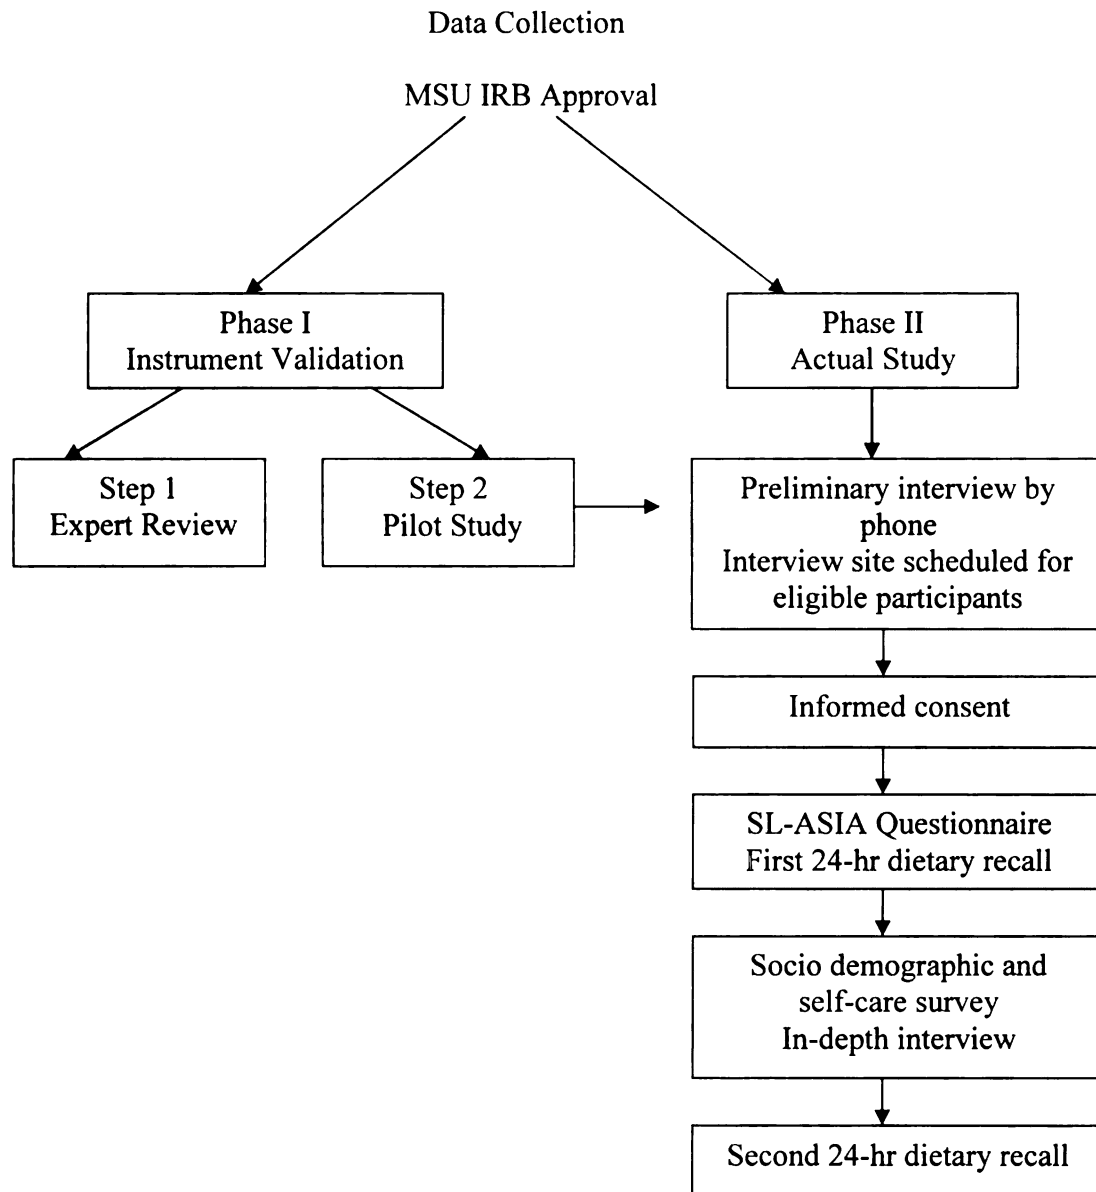 Data Collection
MSU IRB Approval
Phase I
Instrument Validation
Phase II
Actual Study
Step 1
Expert Review
Step 2
Pilot Study
Preliminary interview by
phone
Interview site scheduled for
eligible participants
Informed consent
SL-ASIA Questionnaire
First 24-hr dietary recall
Socio demographic and
self-care survey
In-depth interview
Second 24-hr dietary recall